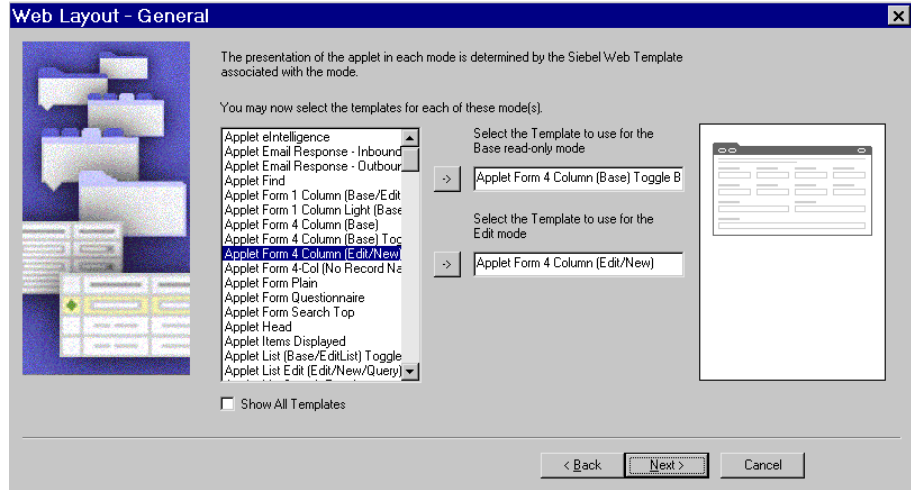 Web Layout - General
The presentation of the applet in each mode is determined by the Siebel Web Template
associated with the mode.
You may now select the templates for each of these mode(s).
Applet eIntelligence
Applet Email Response - Inbound
Applet Email Response - Outbour
Applet Find
Applet Form 1 Column (Base/Edit
Applet Form 1 Column Light (Base
Applet Form 4 Column (Base)
Applet Form 4 Column (Base) Tog
Applet Form 4 Column (Edit/New)
Applet Form 4-Col (No Record Na
Applet Form Plain
Applet Form Questionnaire
Applet Form Search Top
Applet Head
Applet Items Displayed
Applet List (Base/EditList) Toggle
Applet List Edit (Edit/New/Query)
Show All Templates
Select the Template to use for the
Base read-only mode
-> Applet Form 4 Column (Base) Toggle B
Select the Template to use for the
Edit mode
-> Applet Form 4 Column (Edit/New)
< Back
Next >
Cancel